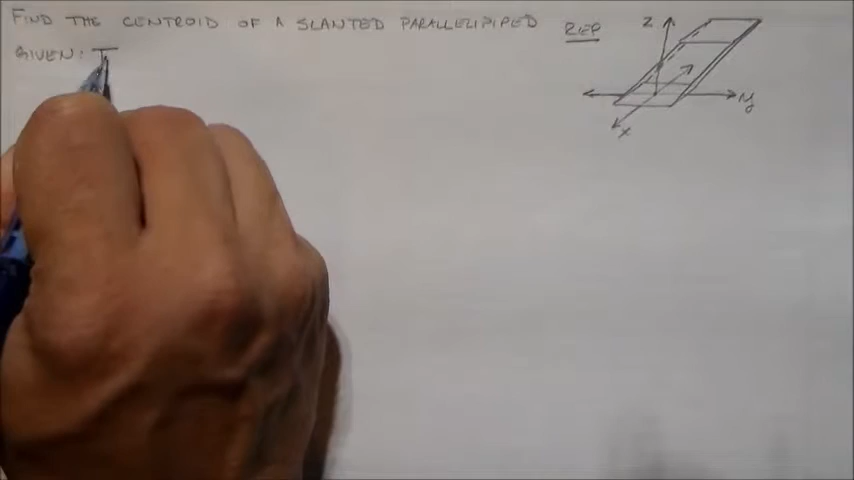 FIND THE CENTROID OF A SLANTED PARALLELIPIPED
REP
GIVEN: T
Z
y
x